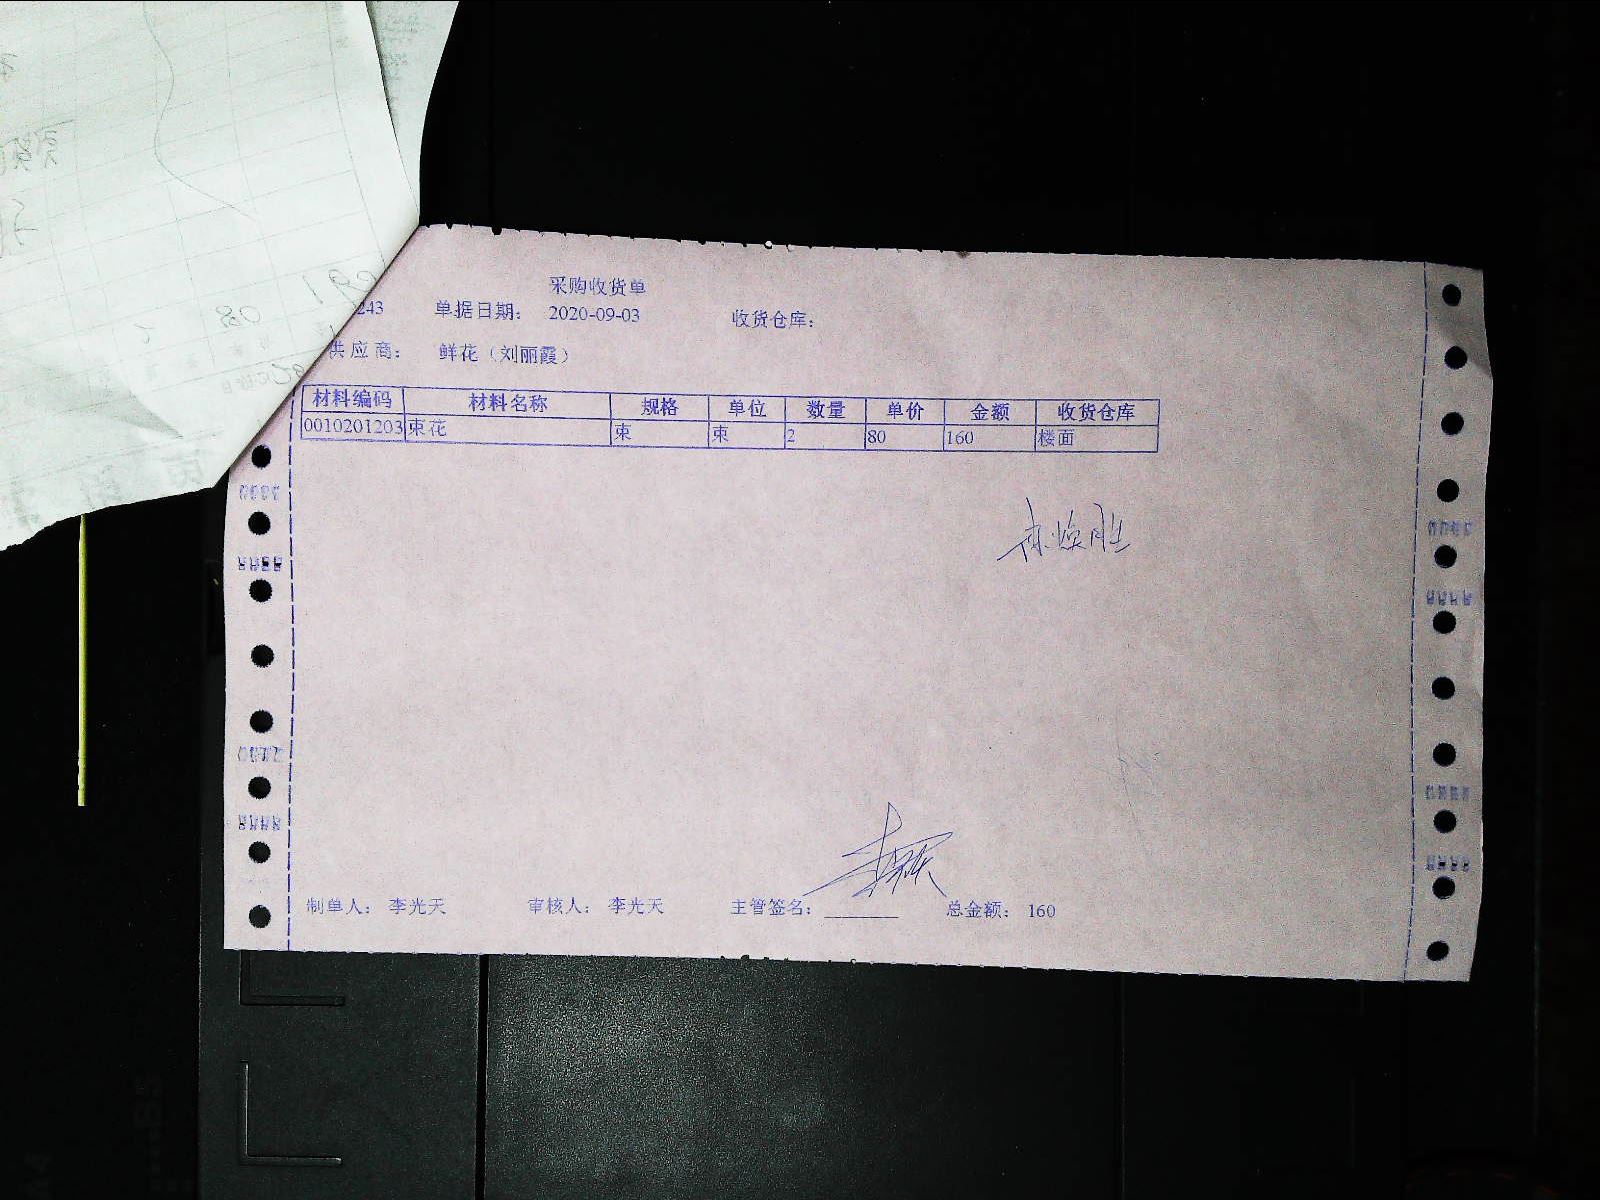 采购收货单
243 单据日期： 2020-09-03 收货仓库：
供应商： 鲜花（刘丽霞）
材料编码 材料名称 规格 单位 数量 单价 金额 收货仓库
0010201203 束花 束 束 2 80 160 楼面
制单人： 李光天 审核人： 李光天 主管签名： 总金额： 160